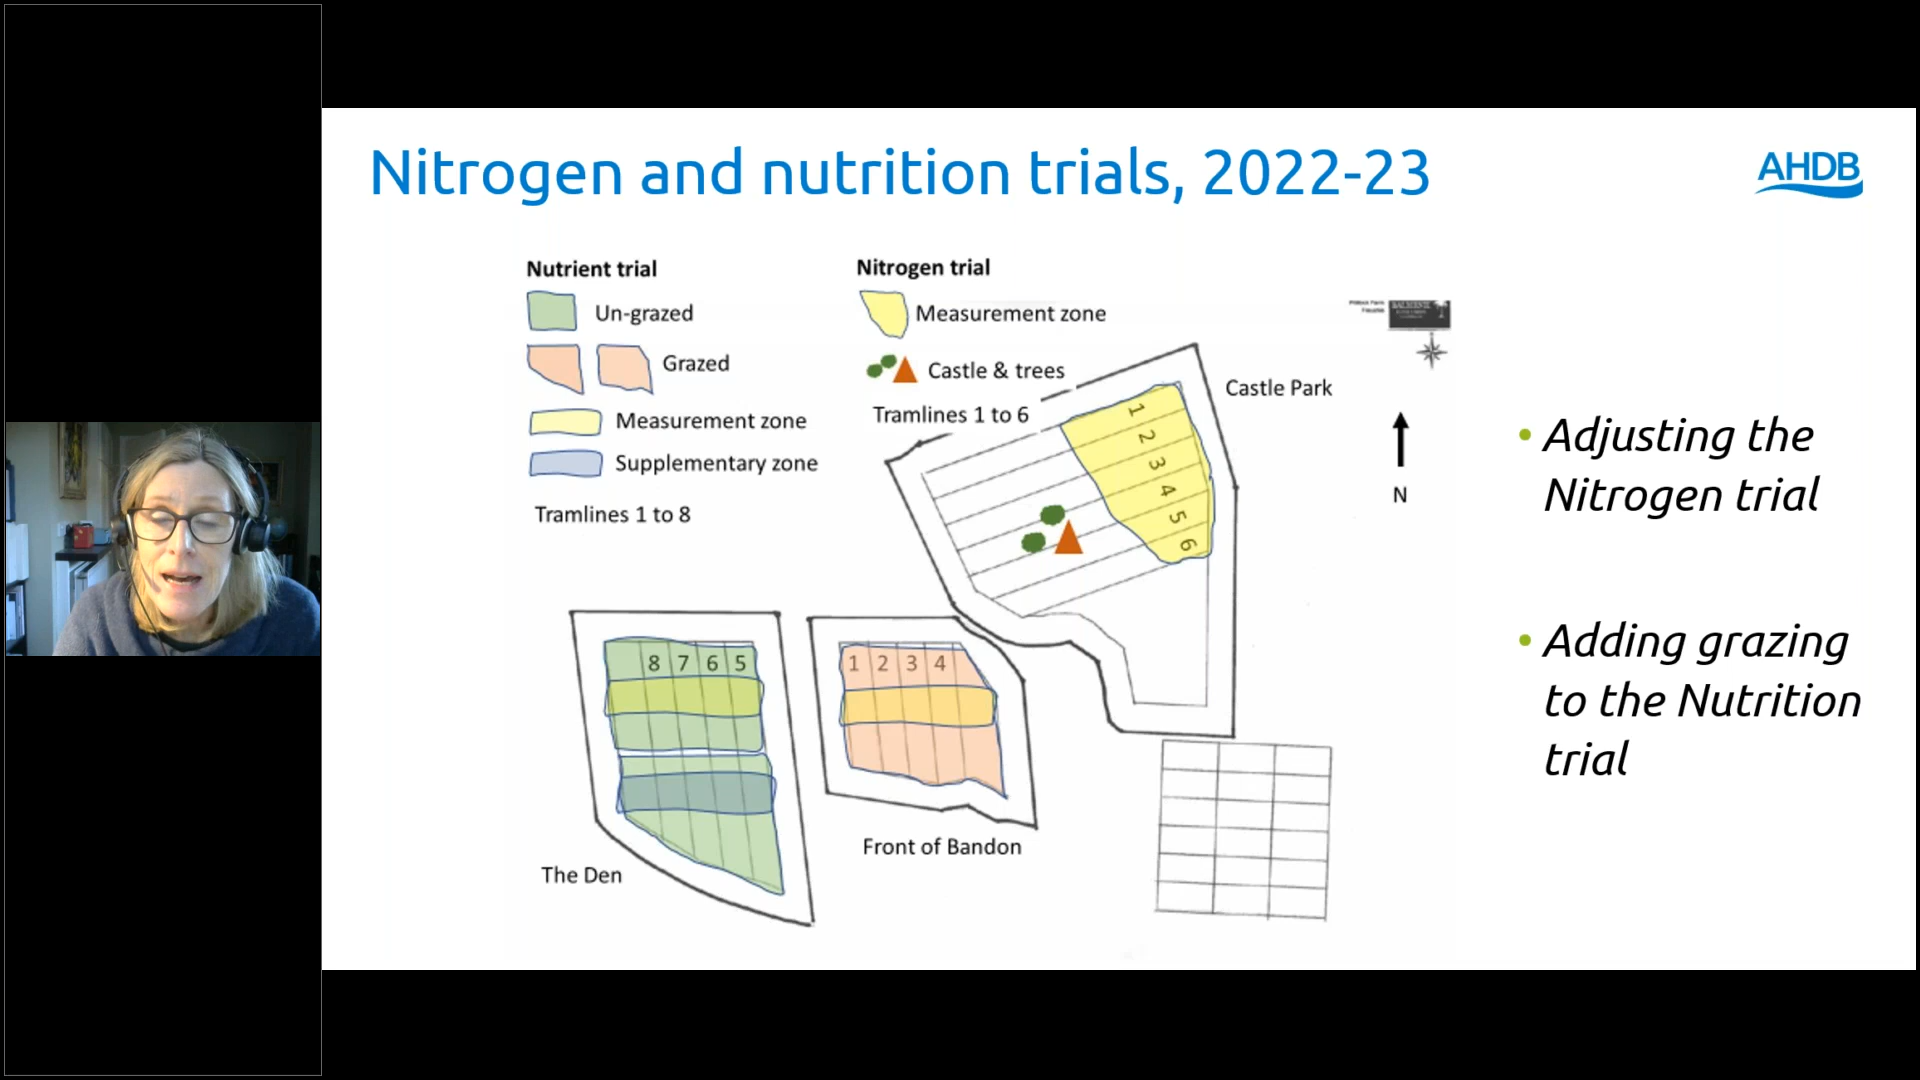 Nitrogen and nutrition trials, 2022-23
AHDB
Nutrient trial
Un-grazed
Grazed
Measurement zone
Supplementary zone
Tramlines 1 to 8
Nitrogen trial
Measurement zone
Castle & trees
Tramlines 1 to 6
Castle Park
N
1
2
3
4
5
6
8 7 6 5
1 2 3 4
The Den
Front of Bandon
• Adjusting the
Nitrogen trial
• Adding grazing
to the Nutrition
trial